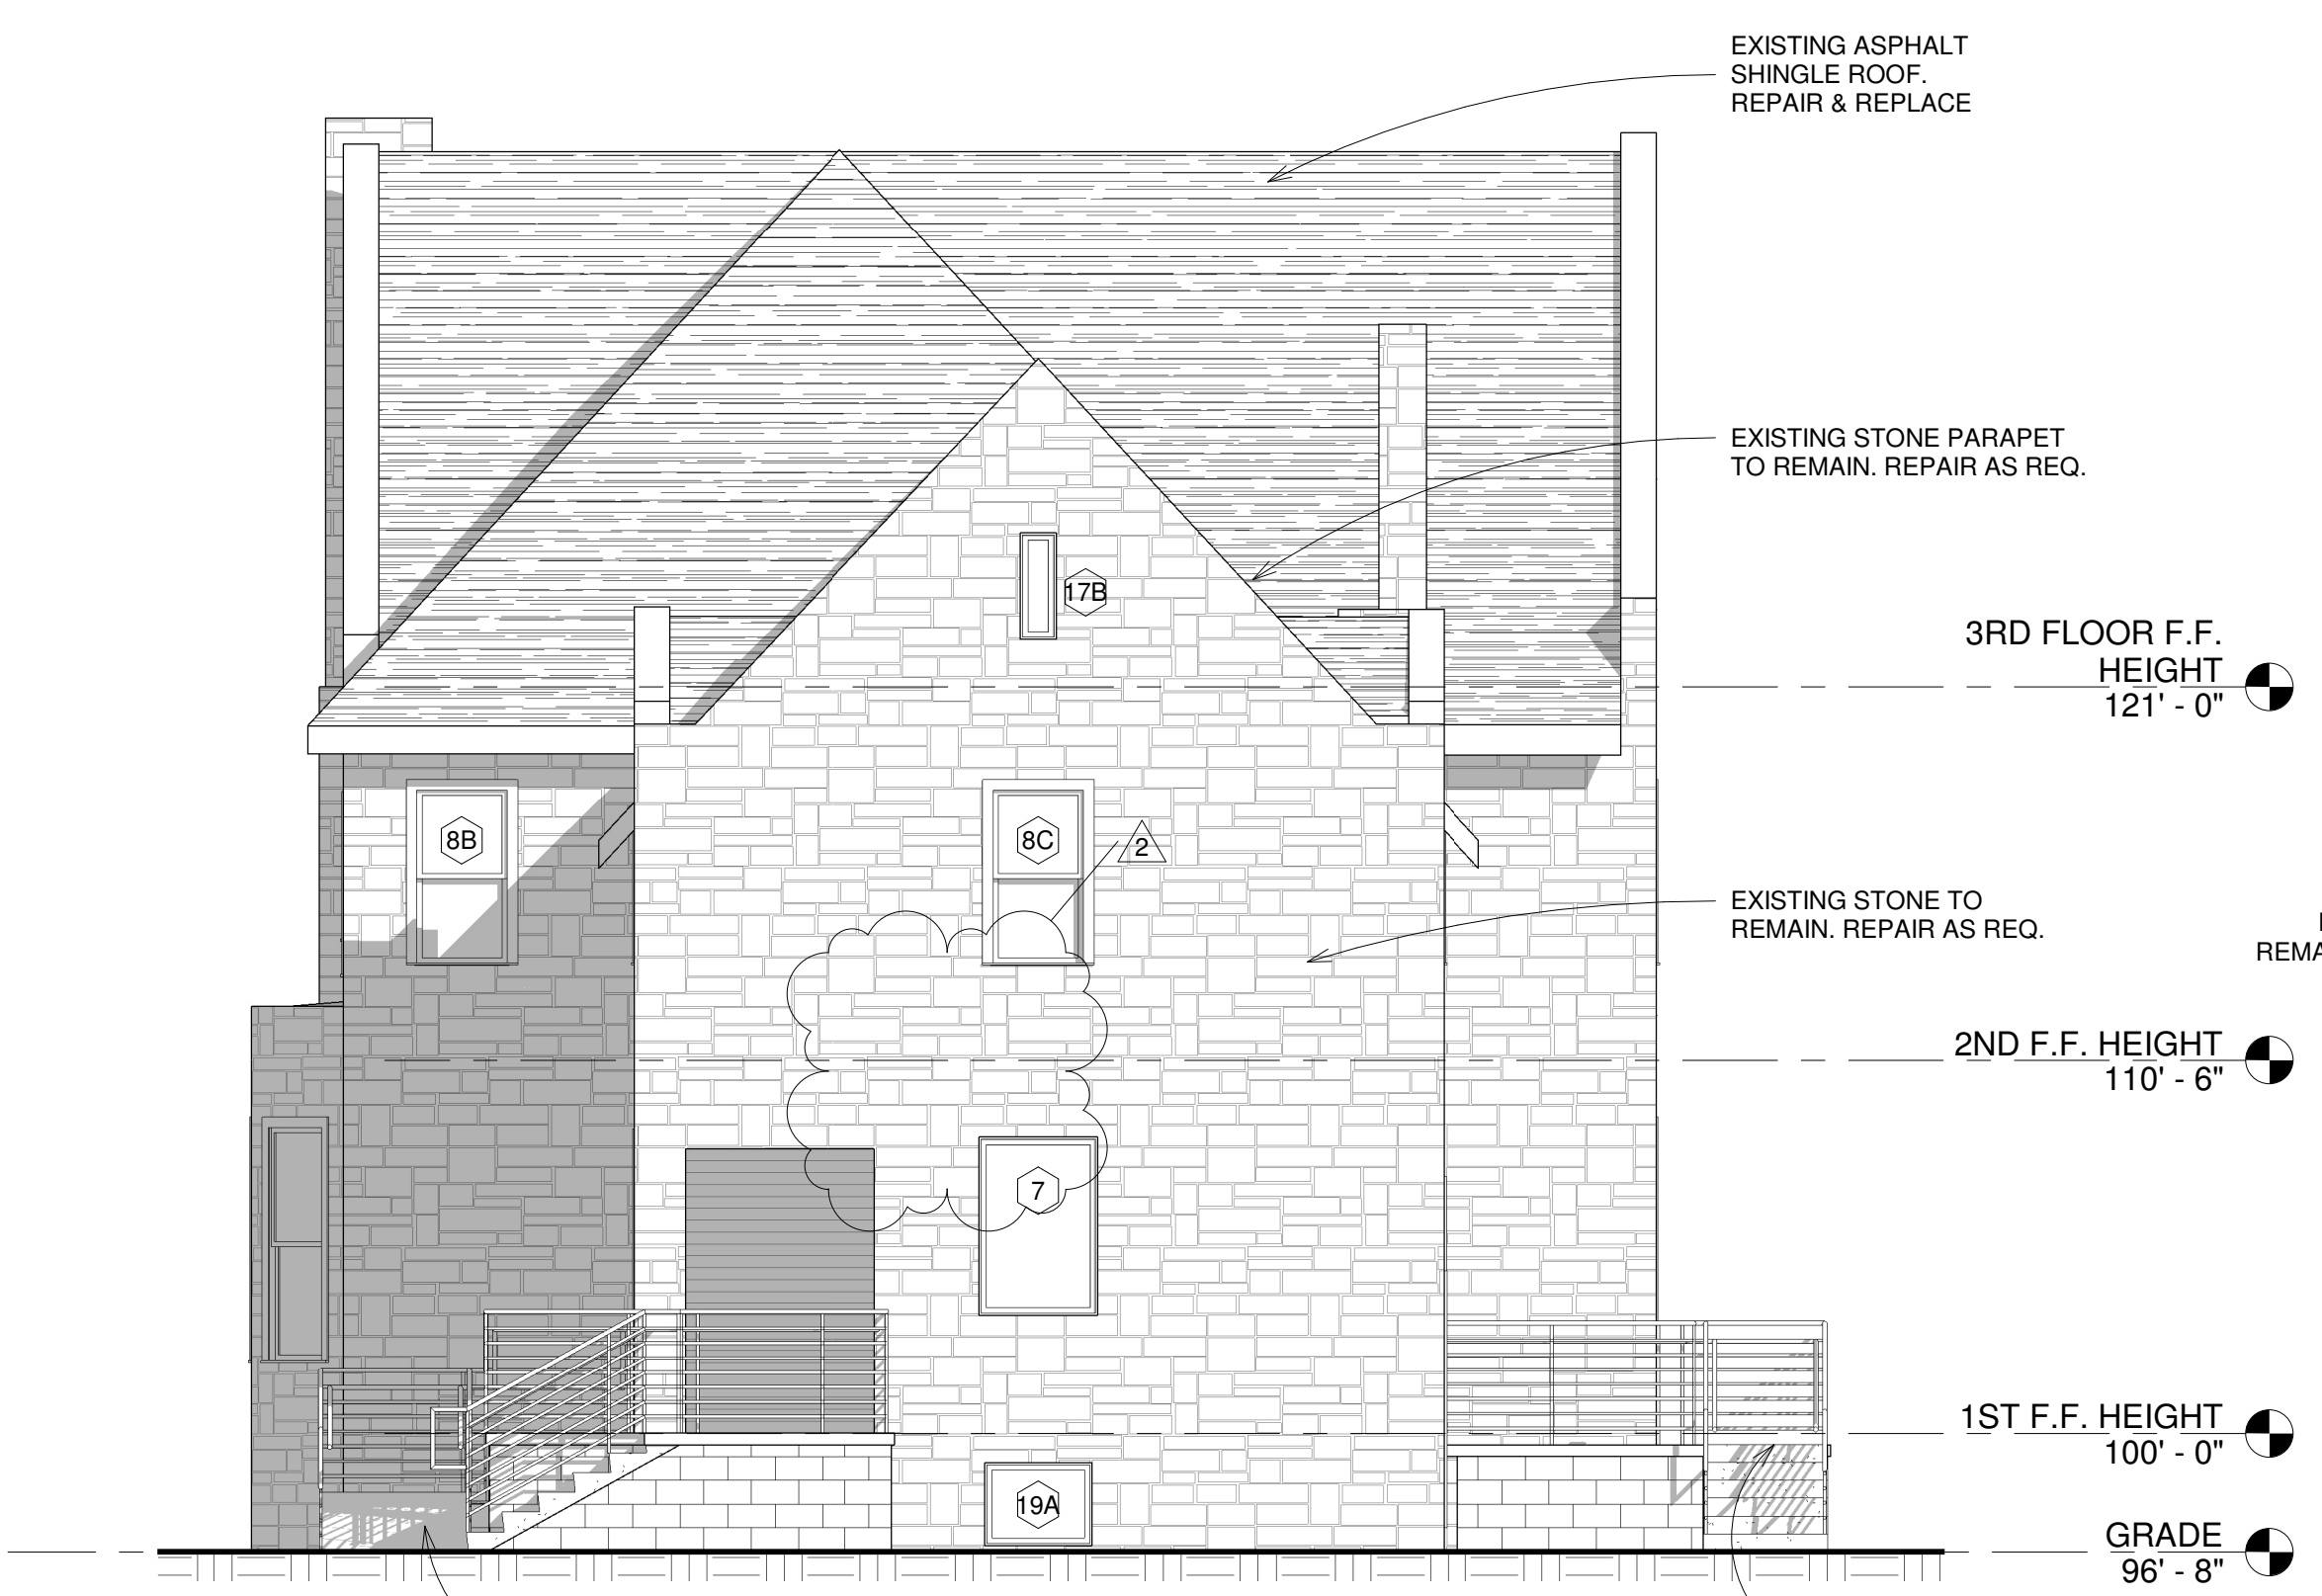 EXISTING ASPHALT
SHINGLE ROOF.
REPAIR & REPLACE
EXISTING STONE PARAPET
TO REMAIN. REPAIR AS REQ.
17B
3RD FLOOR F.F.
HEIGHT
121' - 0"
8B
8C
2
EXISTING STONE TO
REMAIN. REPAIR AS REQ.
2ND F.F. HEIGHT
110' - 6"
7
1ST F.F. HEIGHT
100' - 0"
19A
GRADE
96' - 8"